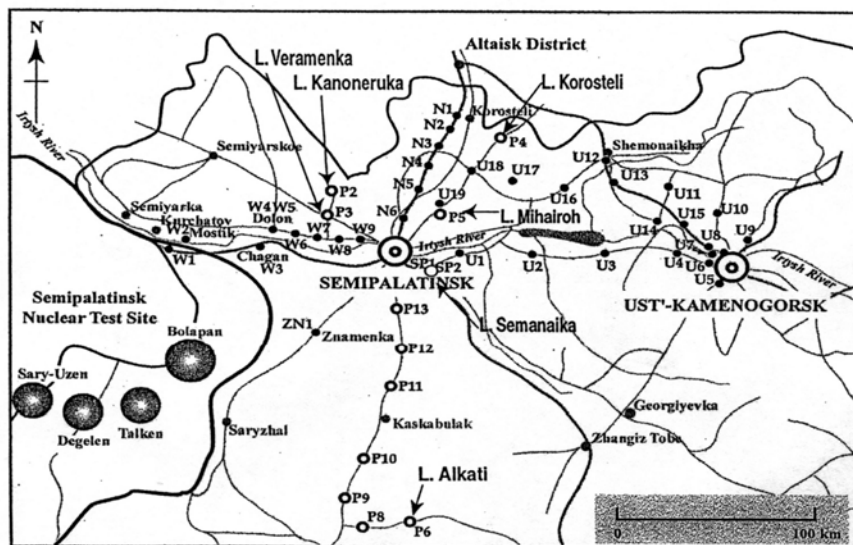 N
Altaisk District
L. Veramenka
L. Kanoneruka
L. Korosteli
Irtysh River
N1
Korosteli
N2
N3
P4
Semiyarskoe
Shemonaikha
N4
U12
U18
U17
U13
P2
N5
U16
U11
U19
Semiyarka
W4 W5
P3
P5
L. Mihairoh
U10
Kurchatov
Dolon
N6
U14
U15
W2
W7
W9
Irtysh River
U8
U9
Mostik
W6
W8
U7
W1
Chagan
SP1
SP2
U1
U2
U3
U4
U6
Irtysh River
W3
U5
SEMIPALATINSK
UST'-KAMENOGORSK
Semipalatinsk
Nuclear Test Site
P13
L. Semanaika
Bolapan
ZN1
Znamenka
P12
Sary-Uzen
P11
Degelen
Talken
Saryzhal
Kaskabulak
Georgiyevka
Zhangiz Tobe
P10
L. Alkati
P9
P8
P6
0
100 km